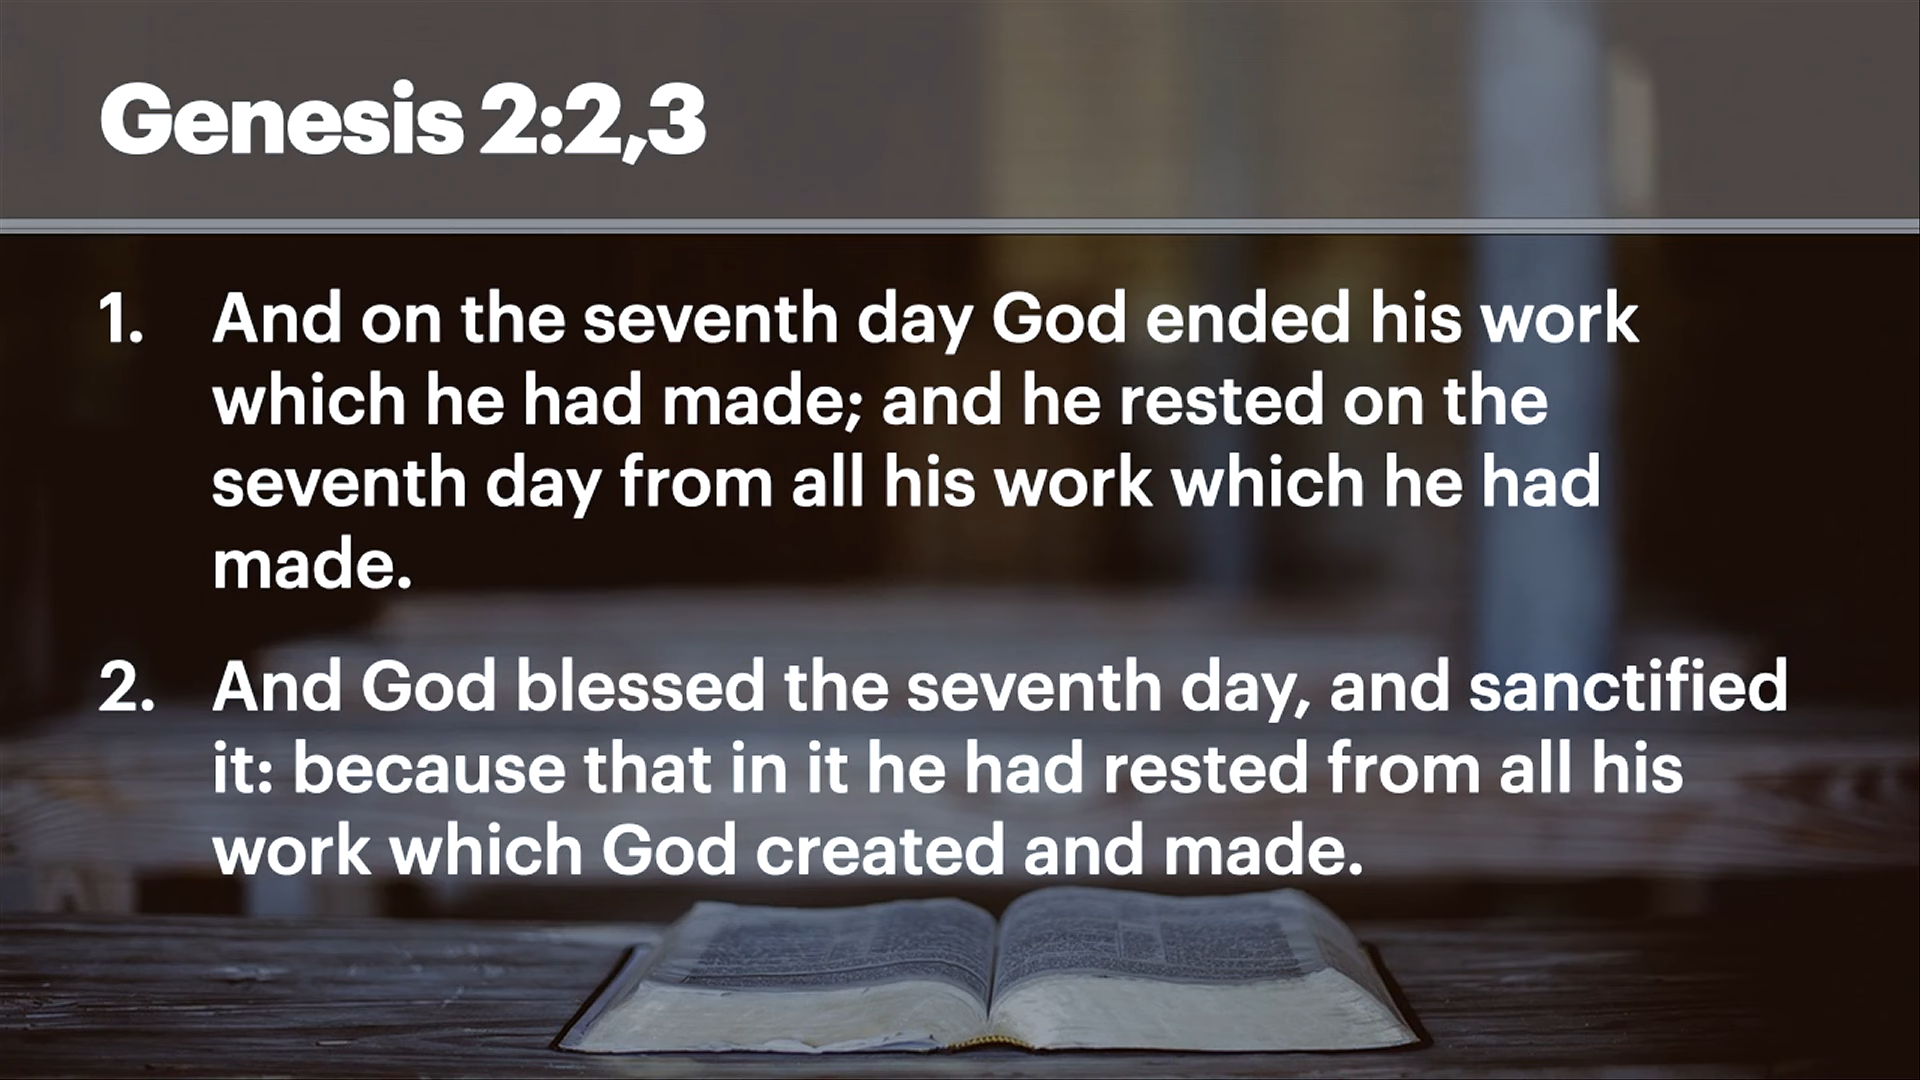 Genesis 2:2,3
1. And on the seventh day God ended his work
which he had made; and he rested on the
seventh day from all his work which he had
made.
2. And God blessed the seventh day, and sanctified
it: because that in it he had rested from all his
work which God created and made.